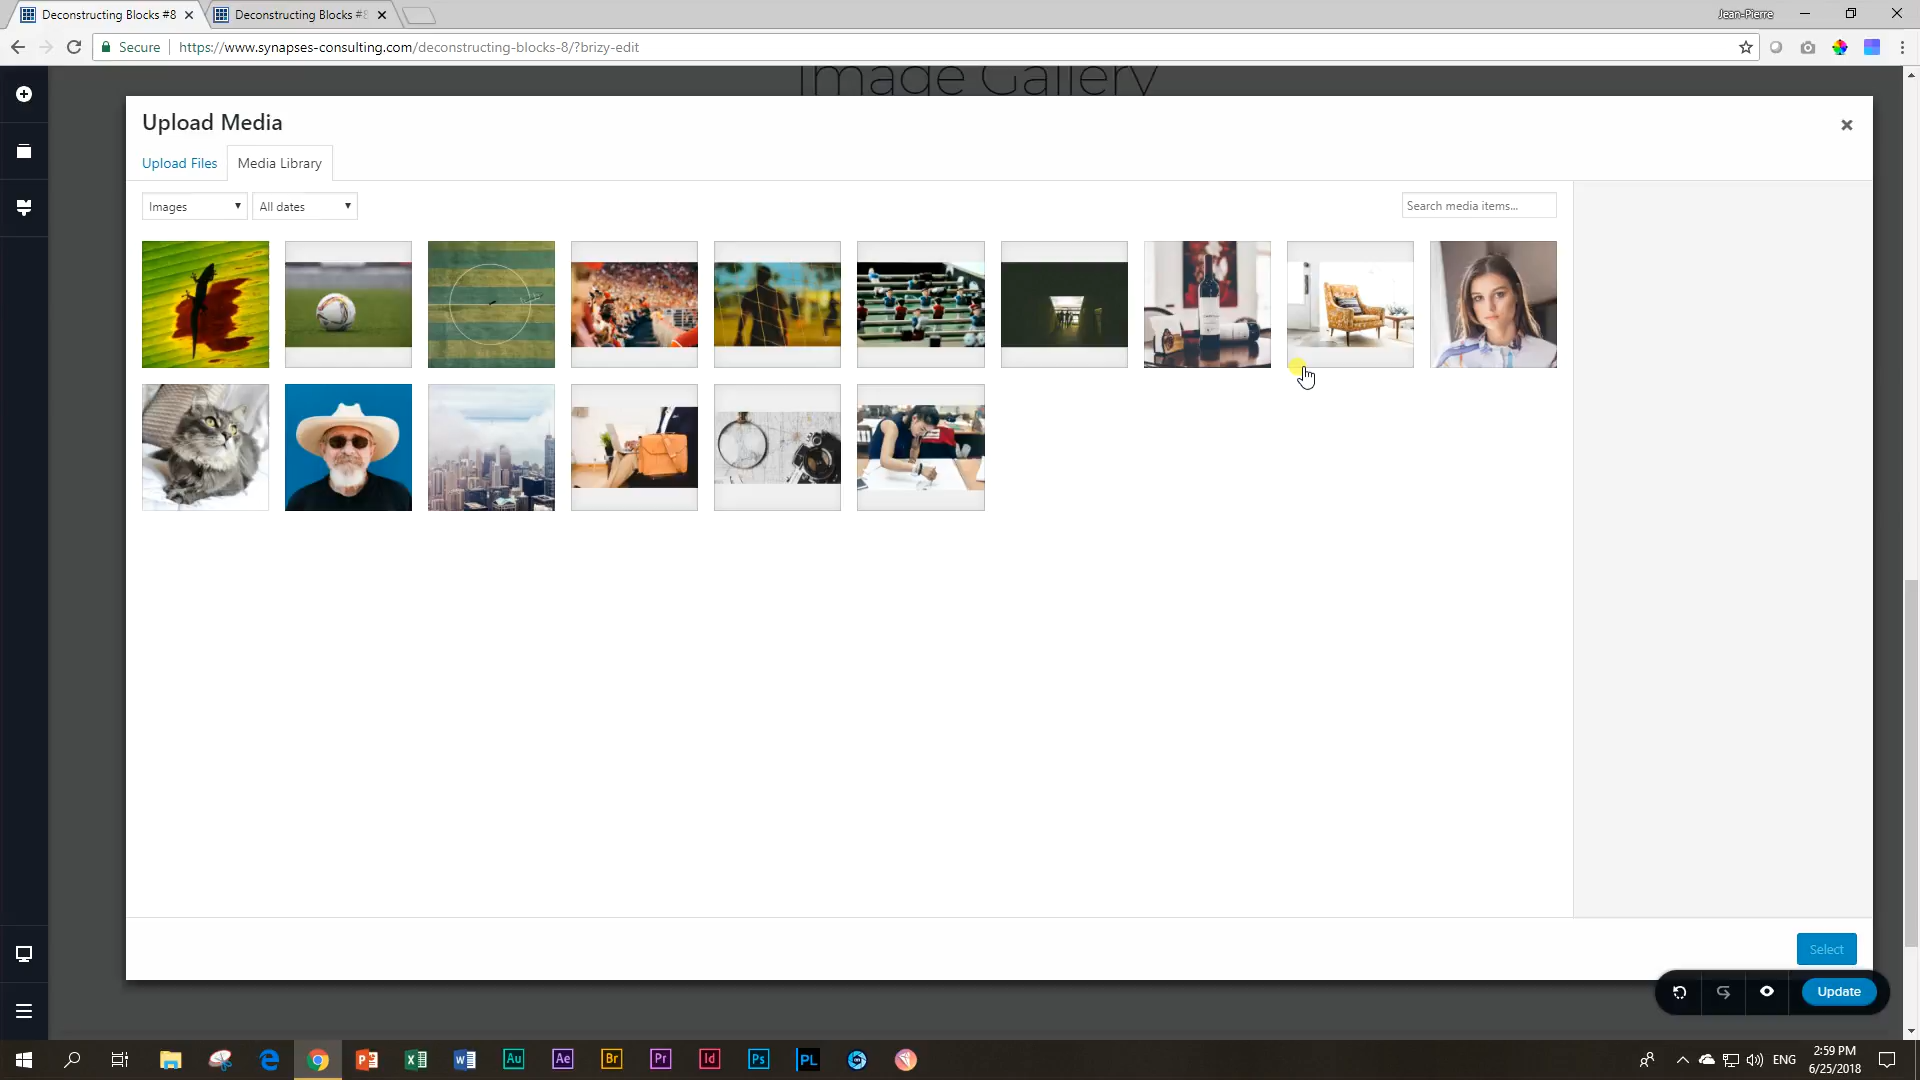 Deconstructing Blocks #8
Deconstructing Blocks #8
Jean-Pierre
Secure
https://www.synapses-consulting.com/deconstructing-blocks-8/?brizy-edit
Image Gallery
Upload Media
Upload Files
Media Library
Images
All dates
Search media items...
Select
Update
Au
Ae
Br
Pr
Id
Ps
PL
ENG
2:59 PM
6/25/2018